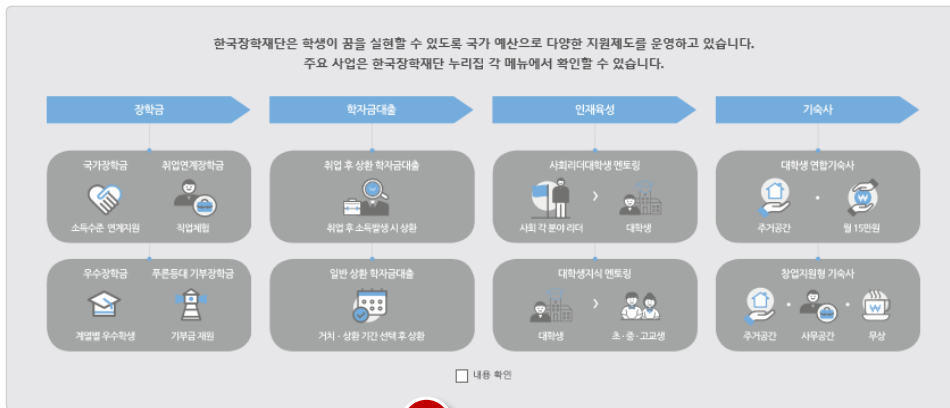 한국장학재단은 학생이 꿈을 실현할 수 있도록 국가 예산으로 다양한 지원제도를 운영하고 있습니다.
주요 사업은 한국장학재단 누리집 각 메뉴에서 확인할 수 있습니다.
장학금
국가장학금 취업연계장학금
소득수준 연계지원 직업체험
우수장학금 푸른등대 기부장학금
계열별 우수학생 기부금 재원
학자금대출
취업 후 상환 학자금대출
취업 후 소득발생 시 상환
일반 상환 학자금대출
거치·상환 기간 선택 후 상환
인재육성
사회리더대학생 멘토링
사회 각 분야 리더 대학생
대학생지식 멘토링
대학생 초·중·고교생
기숙사
대학생 연합기숙사
주거공간 월 15만원
창업지원형 기숙사
주거공간 사무공간 무상
내용 확인